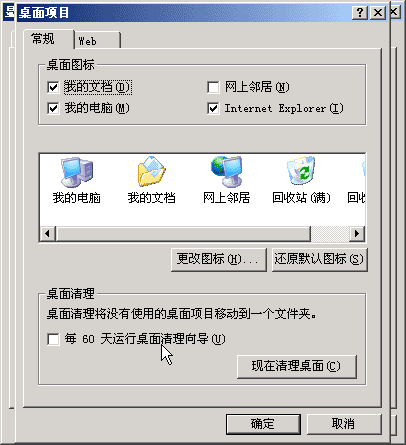 桌面项目
常规 Web
桌面图标
我的文档(D) 网上邻居(N)
我的电脑(M) Internet Explorer(I)
我的电脑 我的文档 网上邻居 回收站(满) 回收
更改图标(H)... 还原默认图标(S)
桌面清理
桌面清理将没有使用的桌面项目移动到一个文件夹。
每 60 天运行桌面清理向导(U)
现在清理桌面(C)
确定 取消